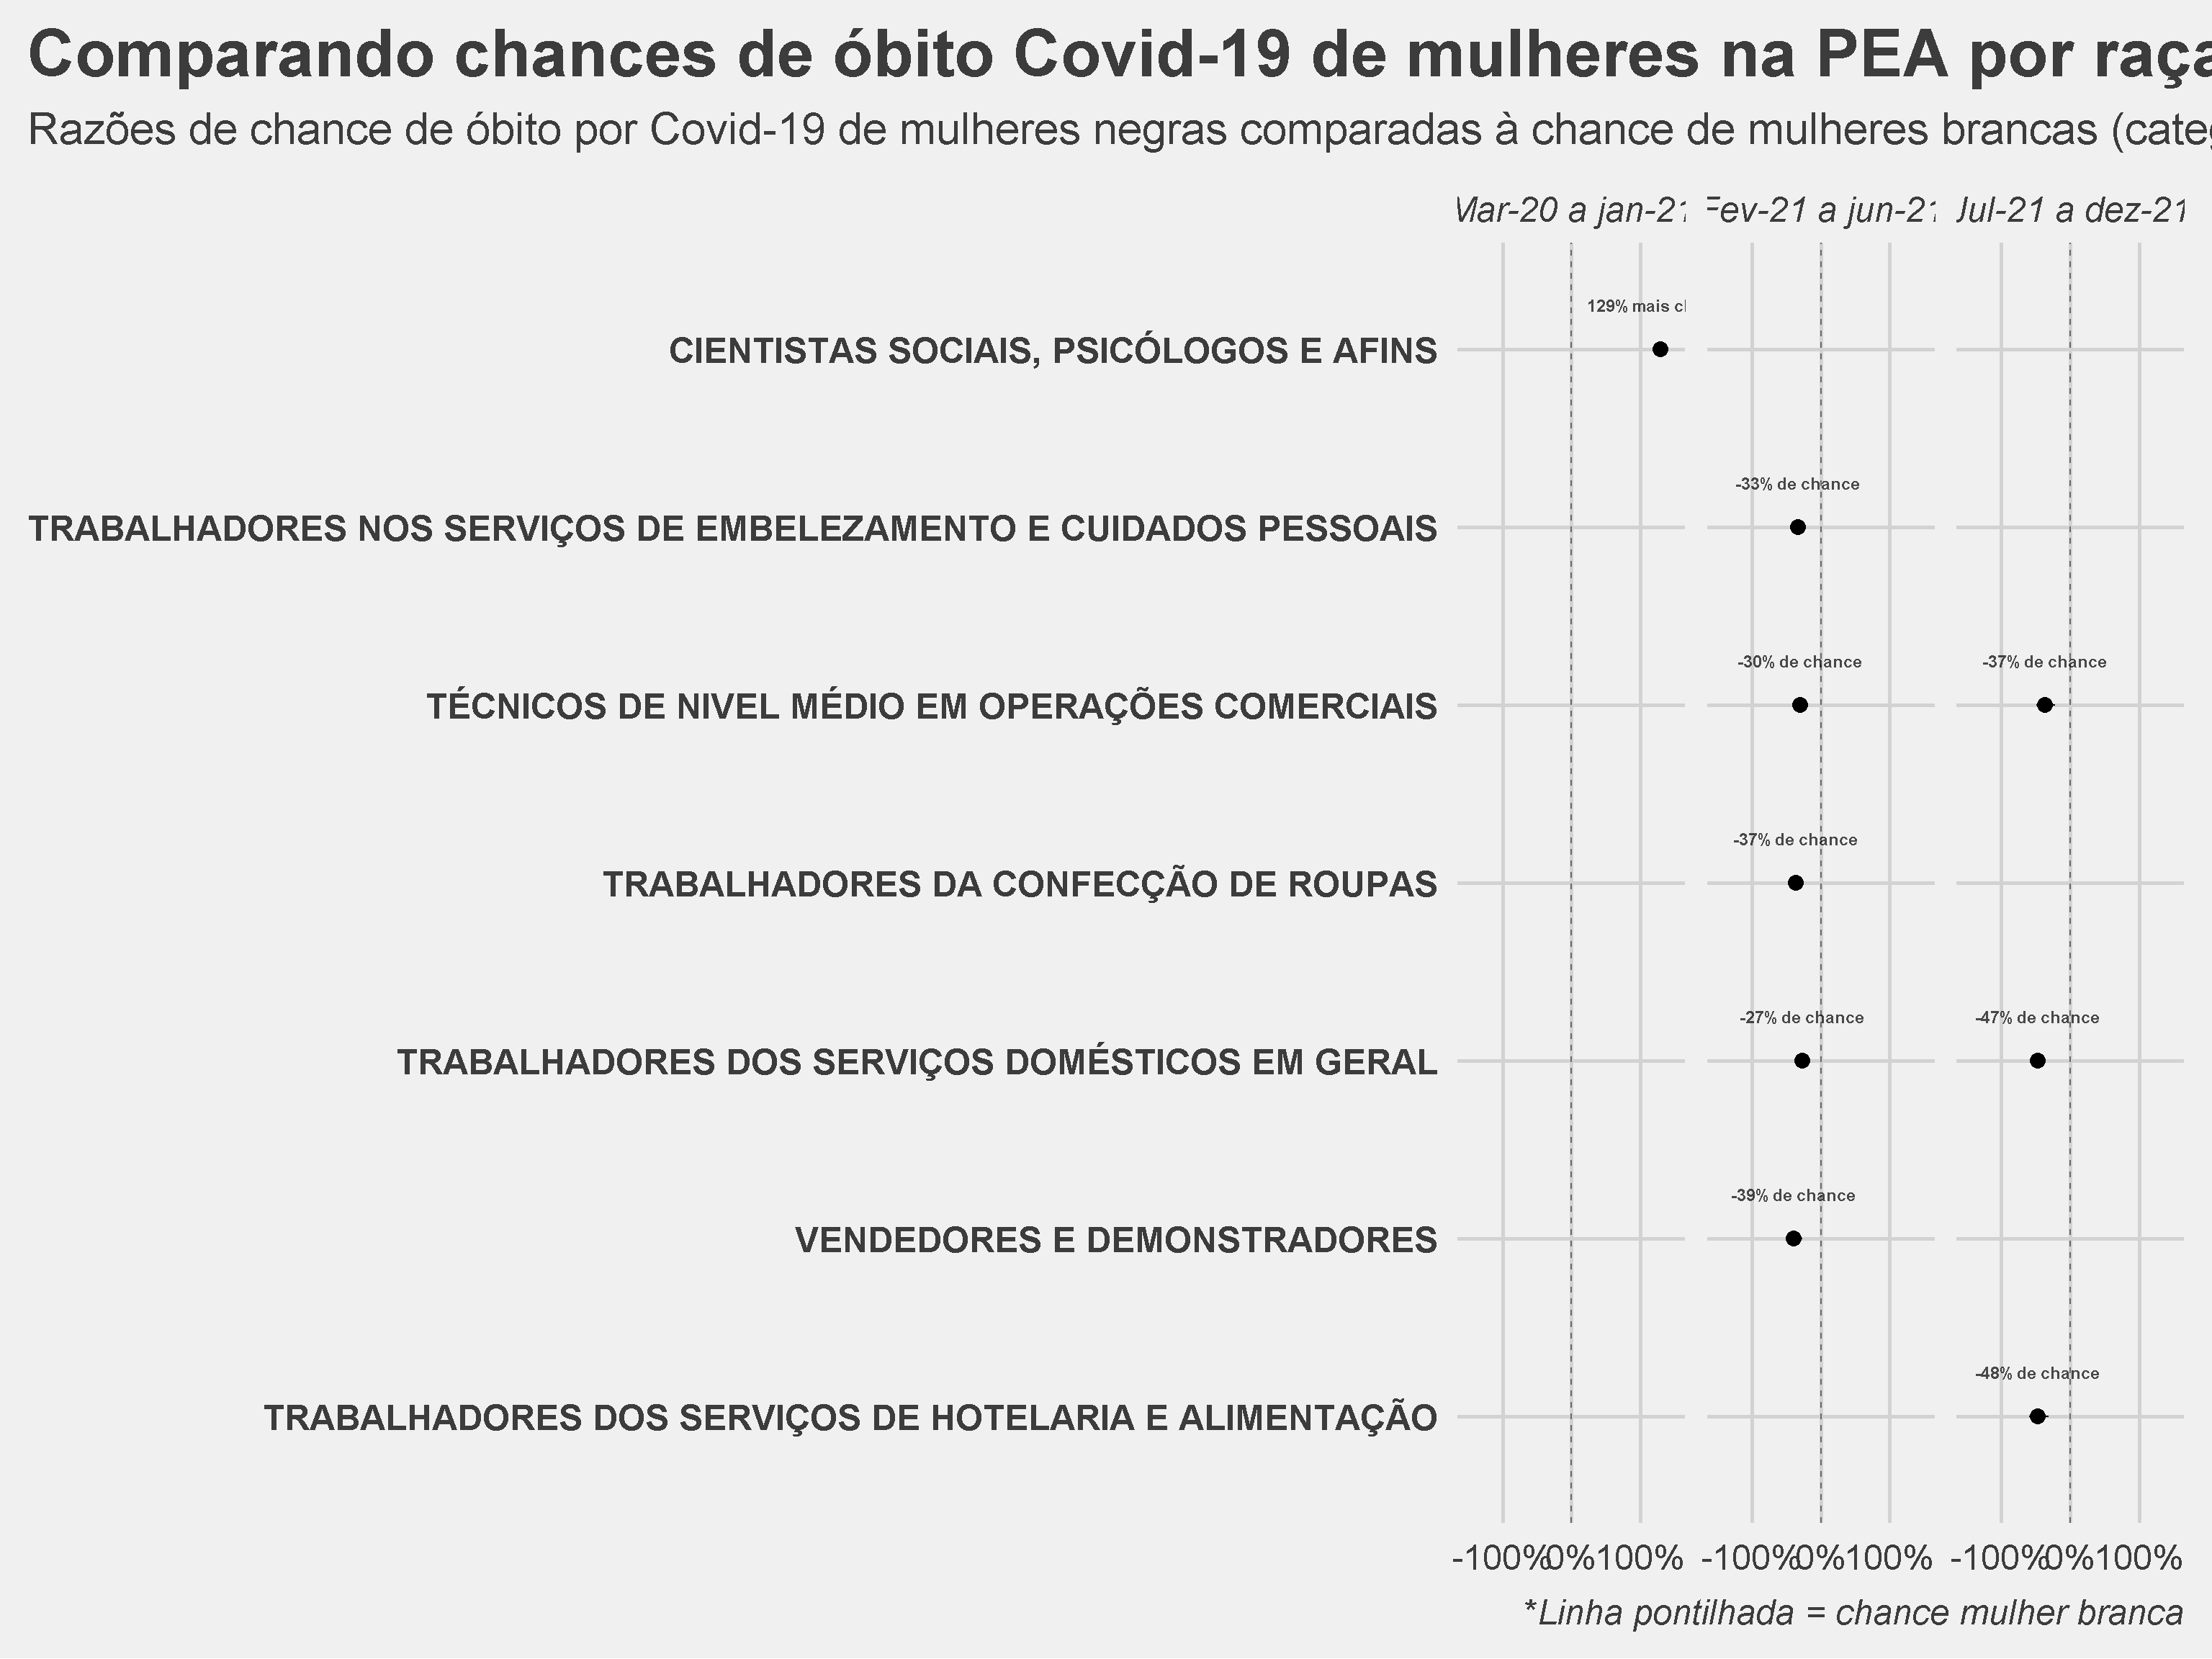 Comparando chances de óbito Covid-19 de mulheres na PEA por raça
Razões de chance de óbito por Covid-19 de mulheres negras comparadas à chance de mulheres brancas
Mar-20 a jan-21 Fev-21 a jun-21 Jul-21 a dez-21
129% mais
CIENTISTAS SOCIAIS, PSICÓLOGOS E AFINS
-33% de chance
TRABALHADORES NOS SERVIÇOS DE EMBELEZAMENTO E CUIDADOS PESSOAIS
-30% de chance -37% de chance
TÉCNICOS DE NIVEL MÉDIO EM OPERAÇÕES COMERCIAIS
-37% de chance
TRABALHADORES DA CONFECÇÃO DE ROUPAS
-27% de chance -47% de chance
TRABALHADORES DOS SERVIÇOS DOMÉSTICOS EM GERAL
-39% de chance
VENDEDORES E DEMONSTRADORES
-48% de chance
TRABALHADORES DOS SERVIÇOS DE HOTELARIA E ALIMENTAÇÃO
-100% 0% 100% -100% 0% 100% -100% 0% 100%
*Linha pontilhada = chance mulher branca